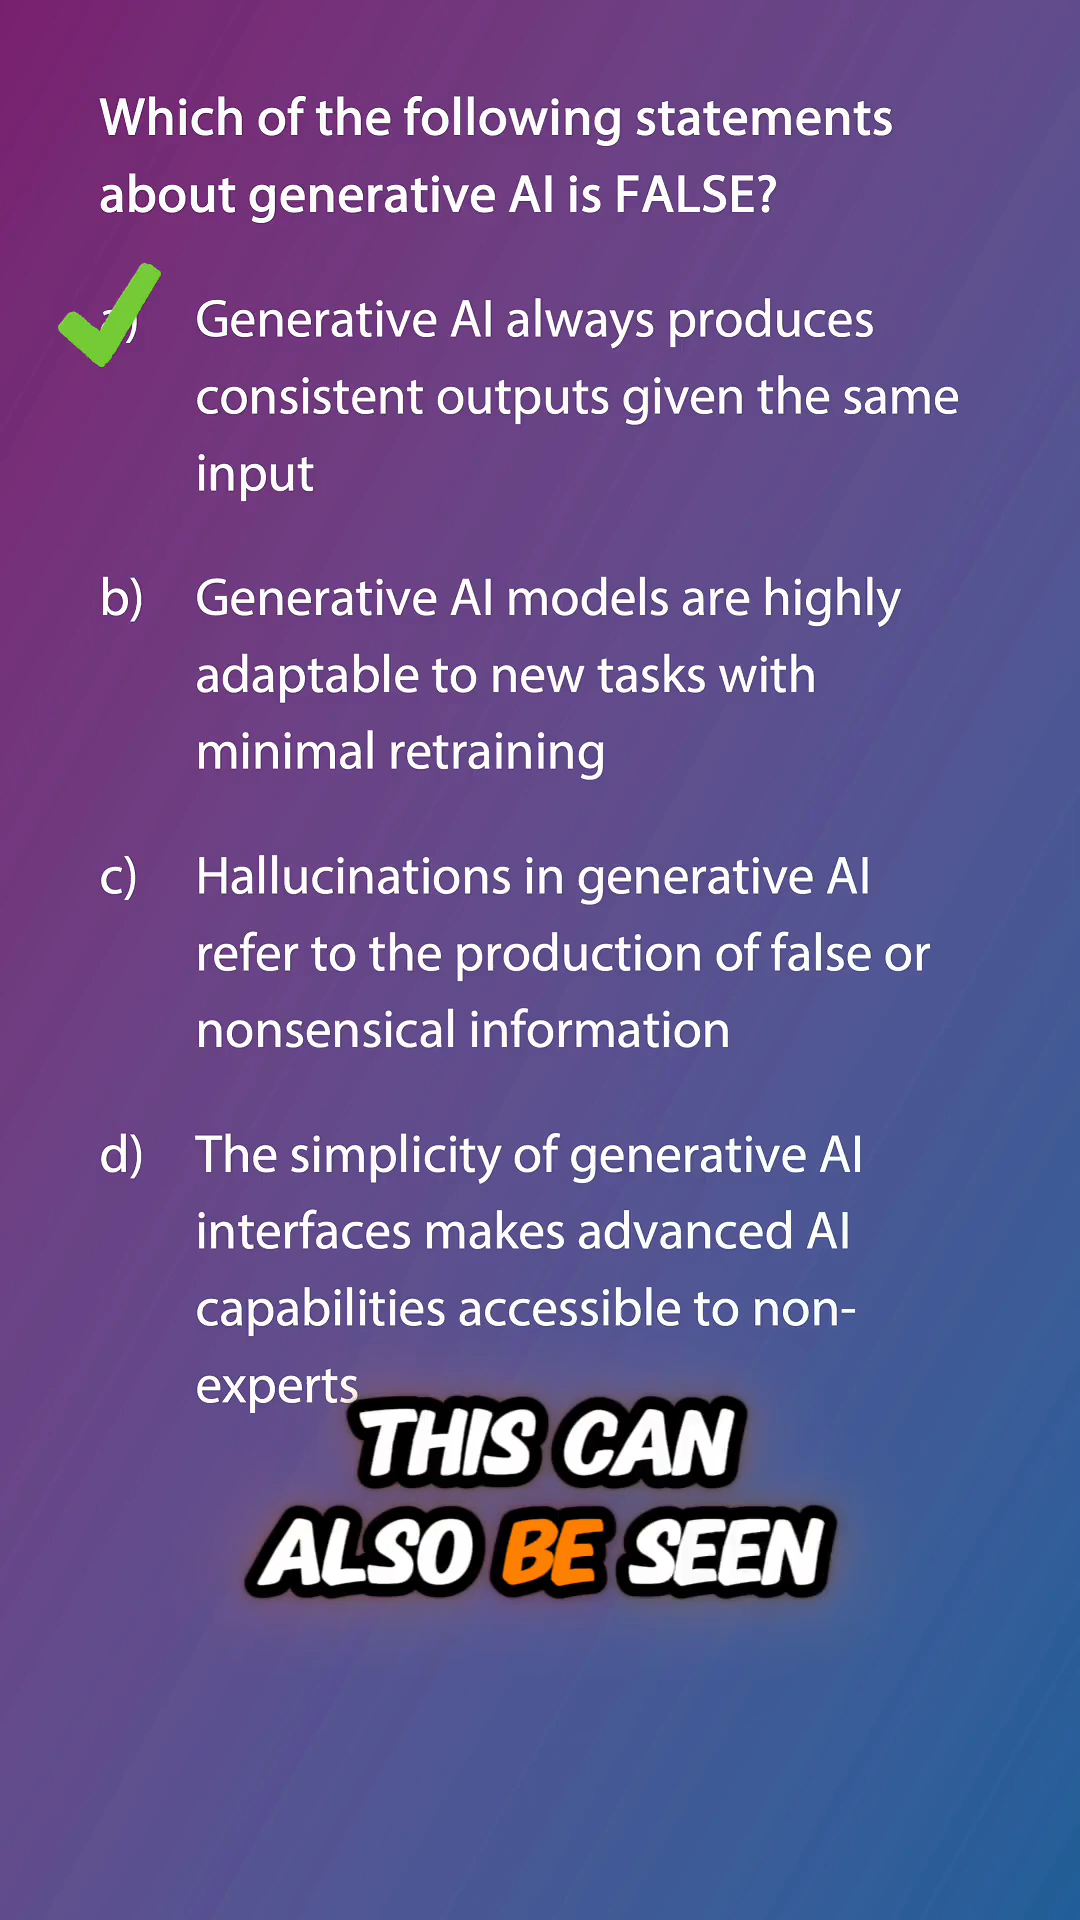 Which of the following statements
about generative AI is FALSE?
a) Generative AI always produces
consistent outputs given the same
input
b) Generative AI models are highly
adaptable to new tasks with
minimal retraining
c) Hallucinations in generative AI
refer to the production of false or
nonsensical information
d) The simplicity of generative AI
interfaces makes advanced AI
capabilities accessible to non-
experts
THIS CAN
ALSO BE SEEN